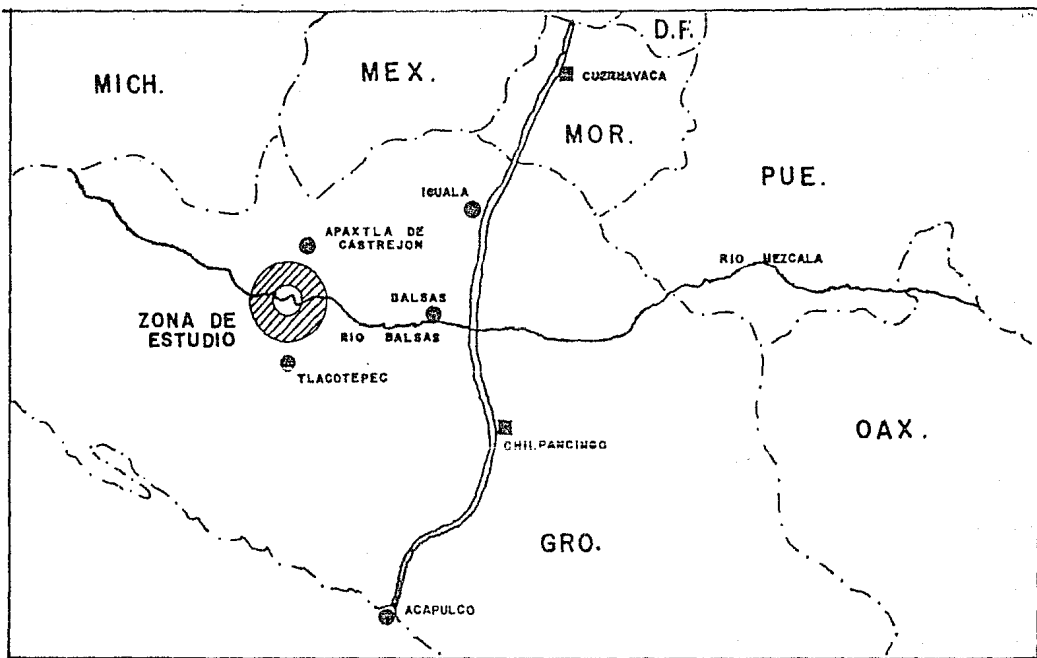 D.F.
MICH.
MEX.
CUERNAVACA
MOR.
PUE.
IGUALA
APAXTLA DE
CASTREJON
RIO MEZCALA
BALSAS
ZONA DE
ESTUDIO
RIO BALSAS
TLACOTEPEC
OAX.
CHILPANCINGO
GRO.
ACAPULCO